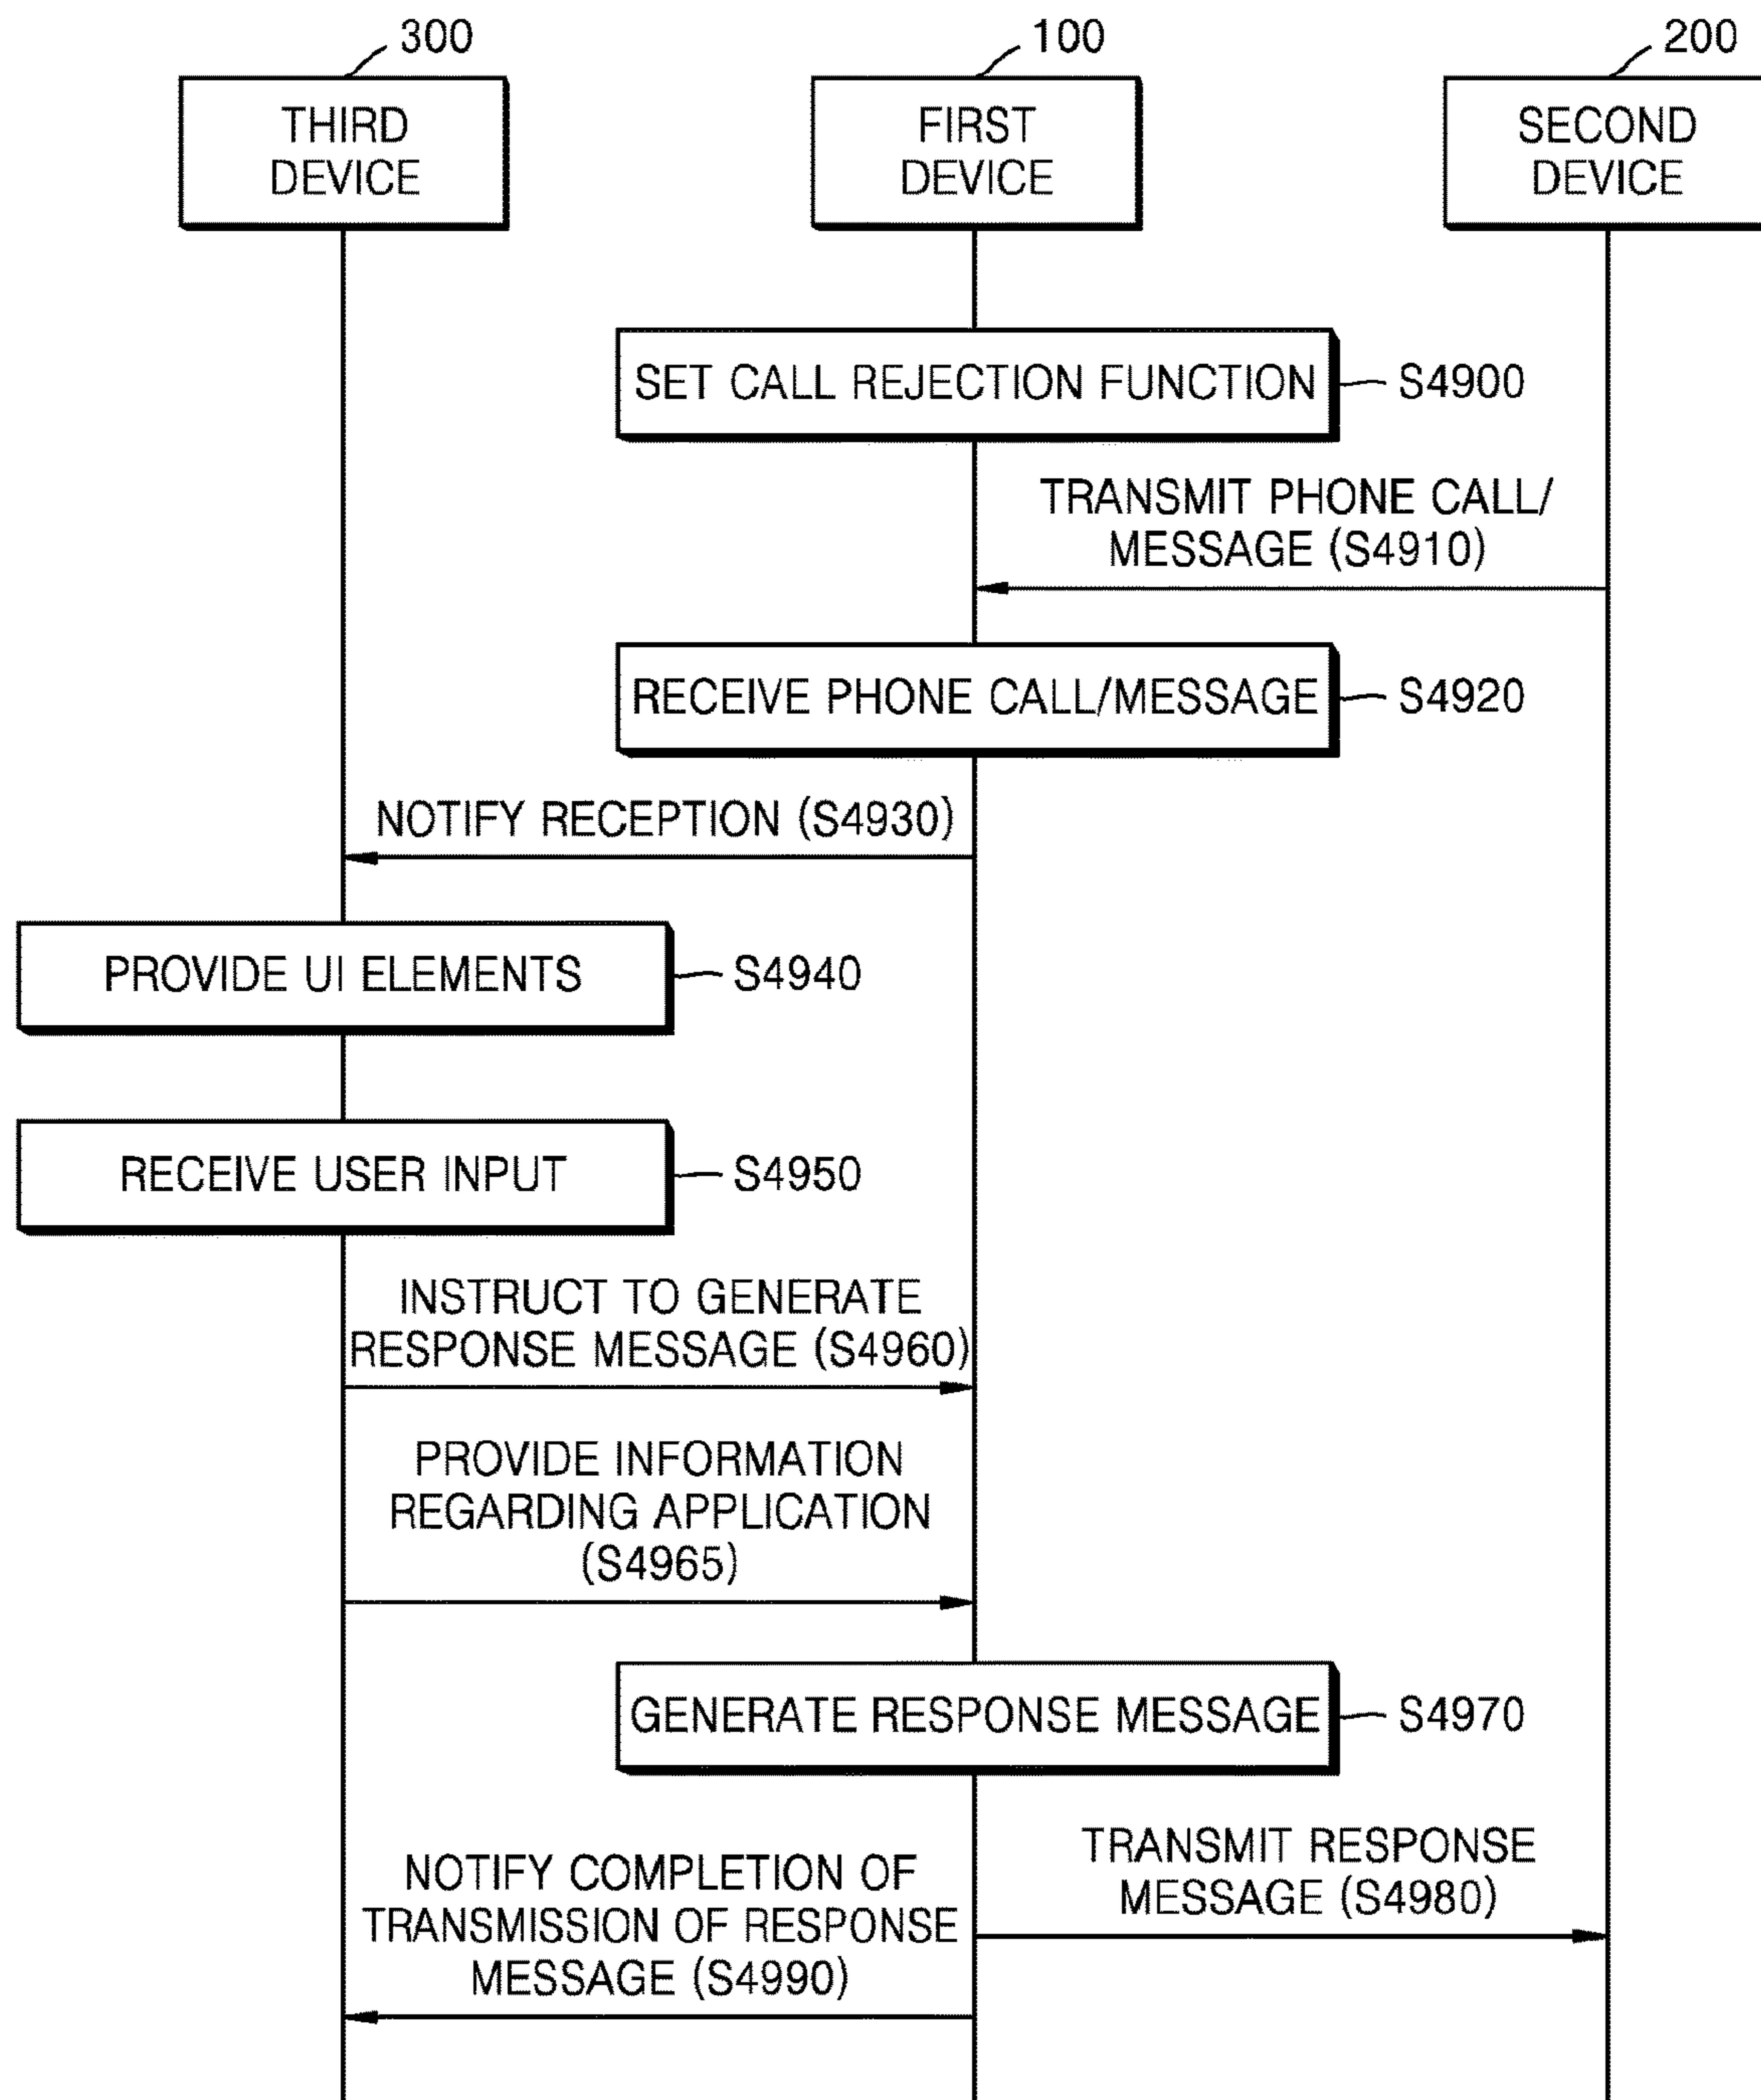 300
100
200
THIRD
DEVICE
FIRST
DEVICE
SECOND
DEVICE
SET CALL REJECTION FUNCTION
S4900
TRANSMIT PHONE CALL/
MESSAGE (S4910)
RECEIVE PHONE CALL/MESSAGE
S4920
NOTIFY RECEPTION (S4930)
PROVIDE UI ELEMENTS
S4940
RECEIVE USER INPUT
S4950
INSTRUCT TO GENERATE
RESPONSE MESSAGE (S4960)
PROVIDE INFORMATION
REGARDING APPLICATION
(S4965)
GENERATE RESPONSE MESSAGE
S4970
TRANSMIT RESPONSE
MESSAGE (S4980)
NOTIFY COMPLETION OF
TRANSMISSION OF RESPONSE
MESSAGE (S4990)